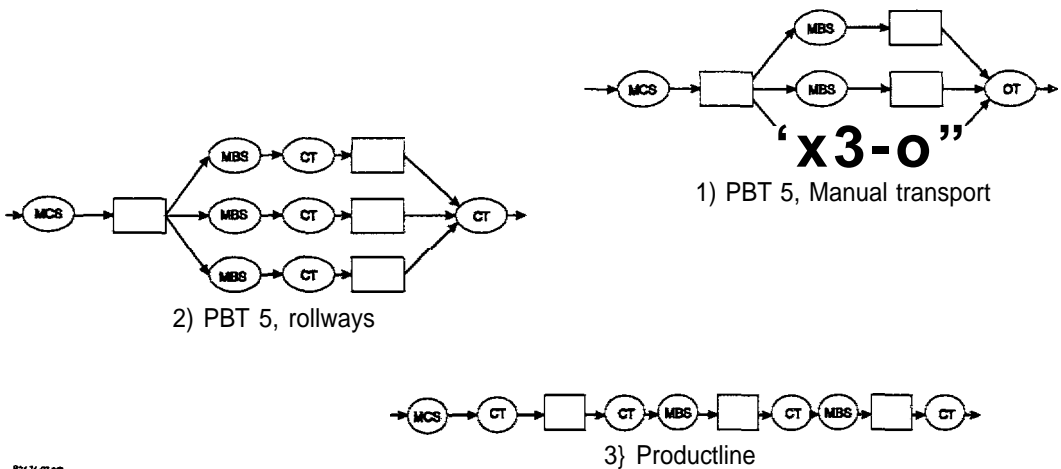 MBS
MCS MBS OT
‘x3-o”
1) PBT 5, Manual transport
MBS CT
MCS MBS CT CT
MBS CT
2) PBT 5, rollways
MCS CT CT MBS CT MBS CT
3} Productline